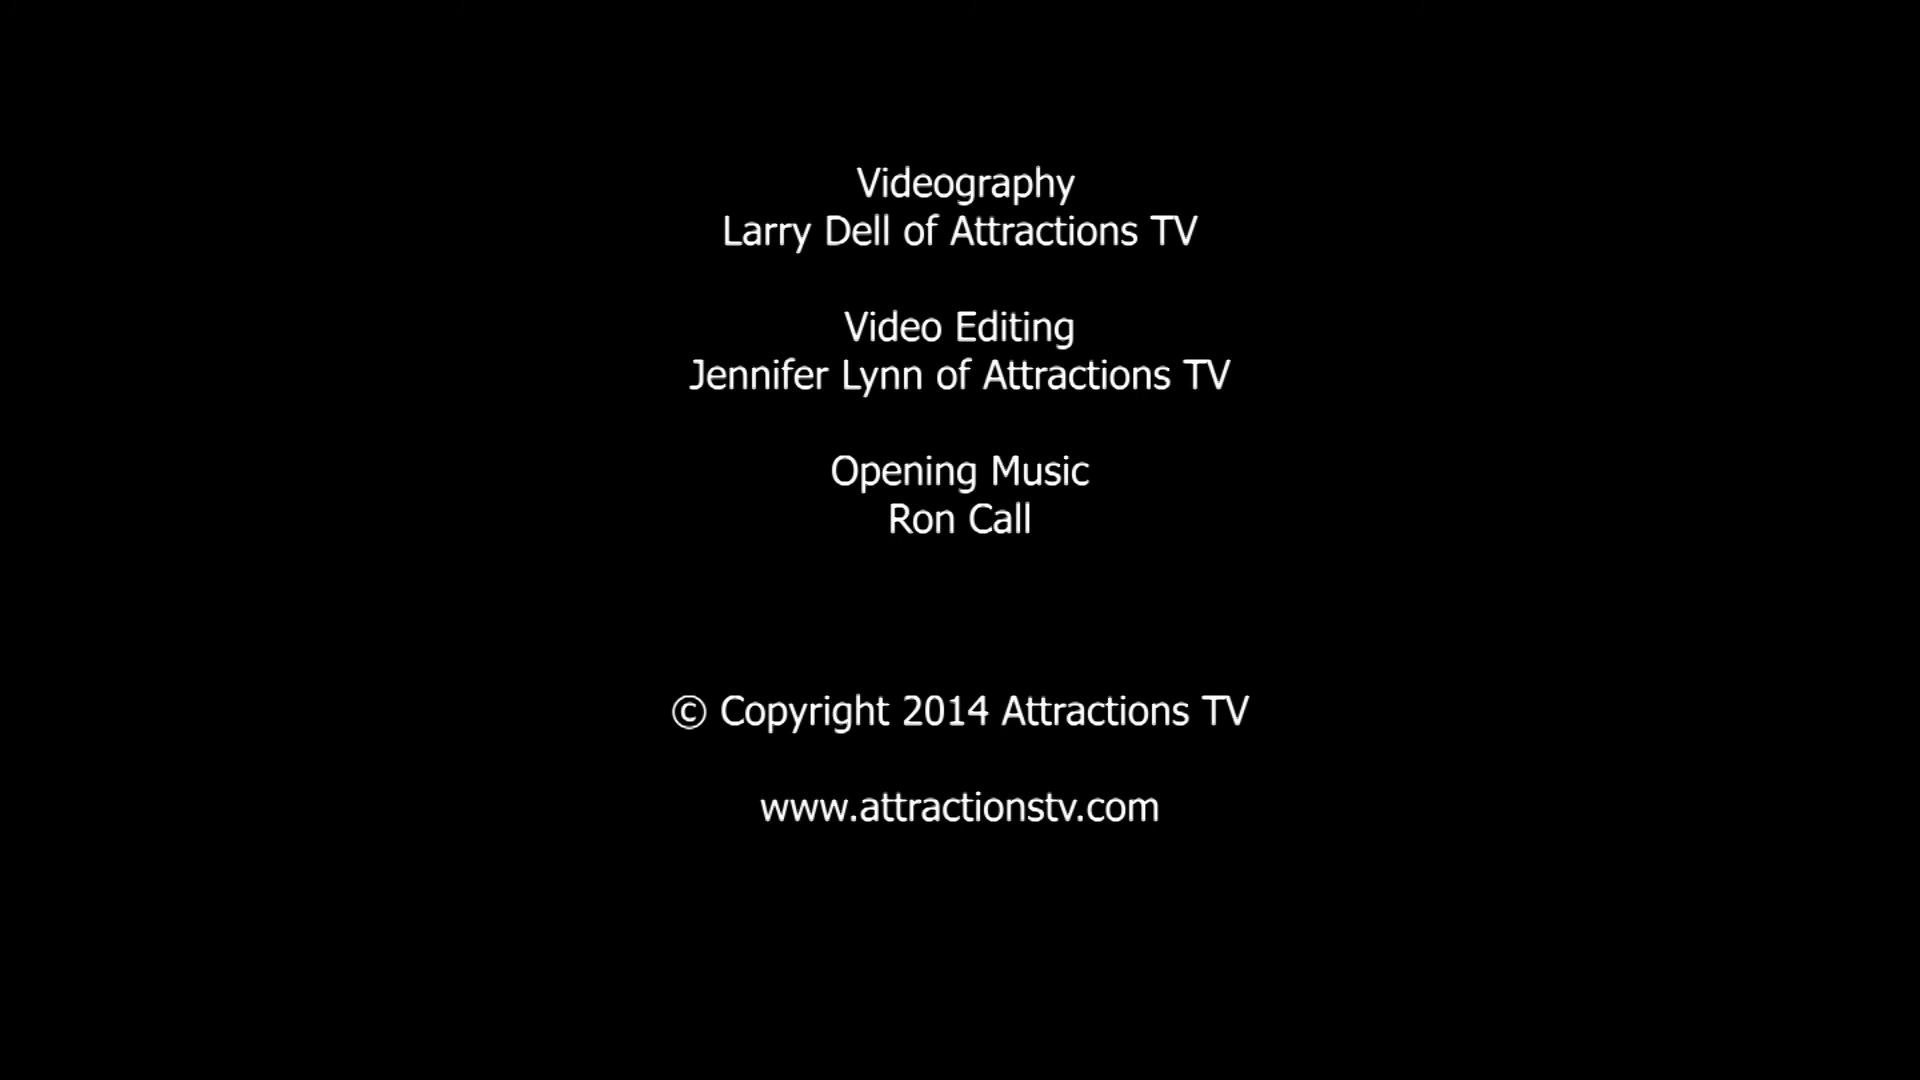 Videography
Larry Dell of Attractions TV
Video Editing
Jennifer Lynn of Attractions TV
Opening Music
Ron Call
© Copyright 2014 Attractions TV
www.attractionstv.com